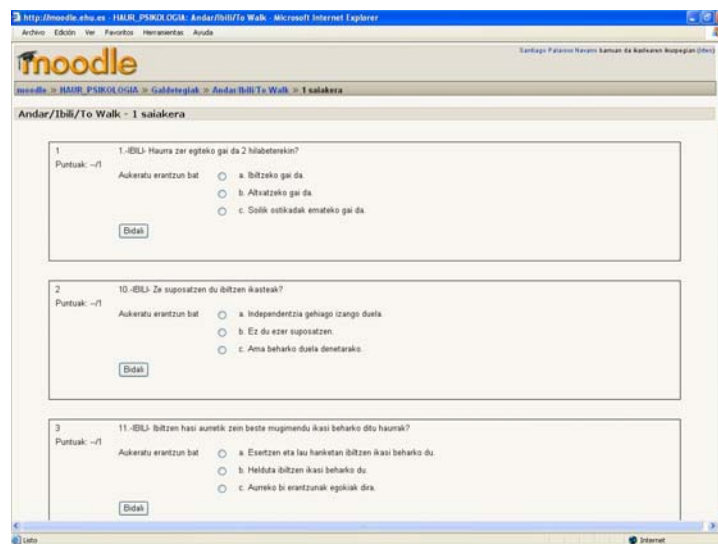 http://moodle.ehu.es - HAUR_PSIKOLOGIA: Andar/Ibili/To Walk - Microsoft Internet Explorer
Archivo Edición Ver Favoritos Herramientas Ayuda
moodle
Santiago Palacios Navarro izenean da ikaslearen ikuspegian (Irten)
moodle » HAUR_PSIKOLOGIA » Galdetegiak » Andar/Ibili/To Walk » 1 saiakera
Andar/Ibili/To Walk - 1 saiakera
1
1.-IBILI- Haurra zer egiteko gai da 2 hilabeterekin?
Puntuak: --/1
Aukeratu erantzun bat
a. Ibiltzeko gai da.
b. Altxatzeko gai da.
c. Soilik ostikadak emateko gai da.
Bidali
2
10.-IBILI- Ze suposatzen du ibiltzen ikasteak?
Puntuak: --/1
Aukeratu erantzun bat
a. Independentzia gehiago izango duela.
b. Ez du ezer suposatzen.
c. Ama beharko duela denetarako.
Bidali
3
11.-IBILI- Ibiltzen hasi aurretik zein beste mugimendu ikasi beharko ditu haurrak?
Puntuak: --/1
Aukeratu erantzun bat
a. Esertzen eta lau hanketan ibiltzen ikasi beharko du.
b. Helduta ibiltzen ikasi beharko du.
c. Aurreko bi erantzunak egokiak dira.
Bidali
Listo
Internet